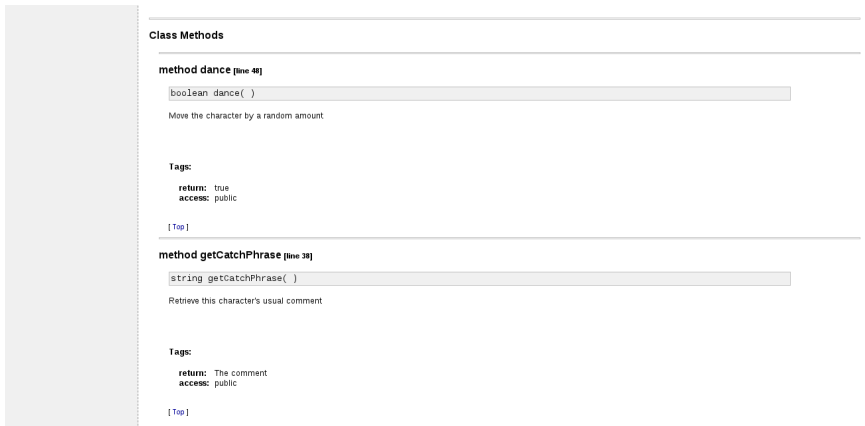 Class Methods
method dance [line 48]
boolean dance( )
Move the character by a random amount
Tags:
return: true
access: public
[ Top ]
method getCatchPhrase [line 38]
string getCatchPhrase( )
Retrieve this character's usual comment
Tags:
return: The comment
access: public
[ Top ]